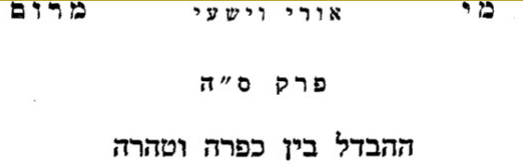 מי אורי וישעי מרום
פרק ס״ה
ההבדל בין כפרה וטהרה